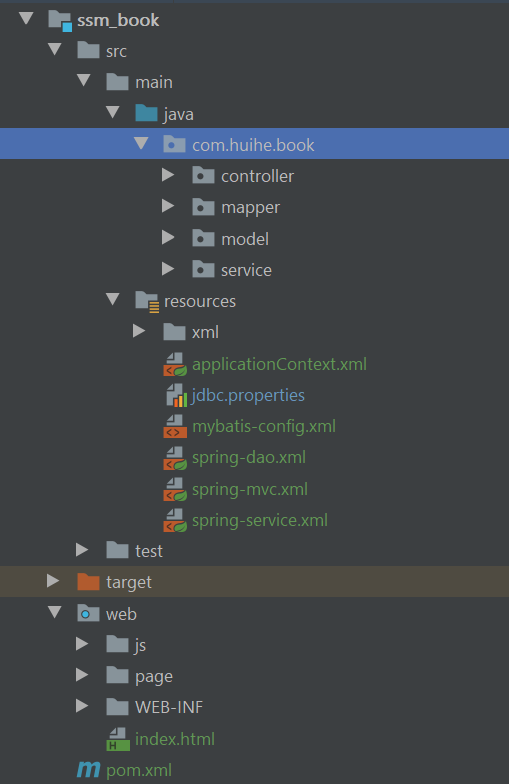 ssm_book
src
main
java
com.huihe.book
controller
mapper
model
service
resources
xml
applicationContext.xml
jdbc.properties
mybatis-config.xml
spring-dao.xml
spring-mvc.xml
spring-service.xml
test
target
web
js
page
WEB-INF
index.html
pom.xml